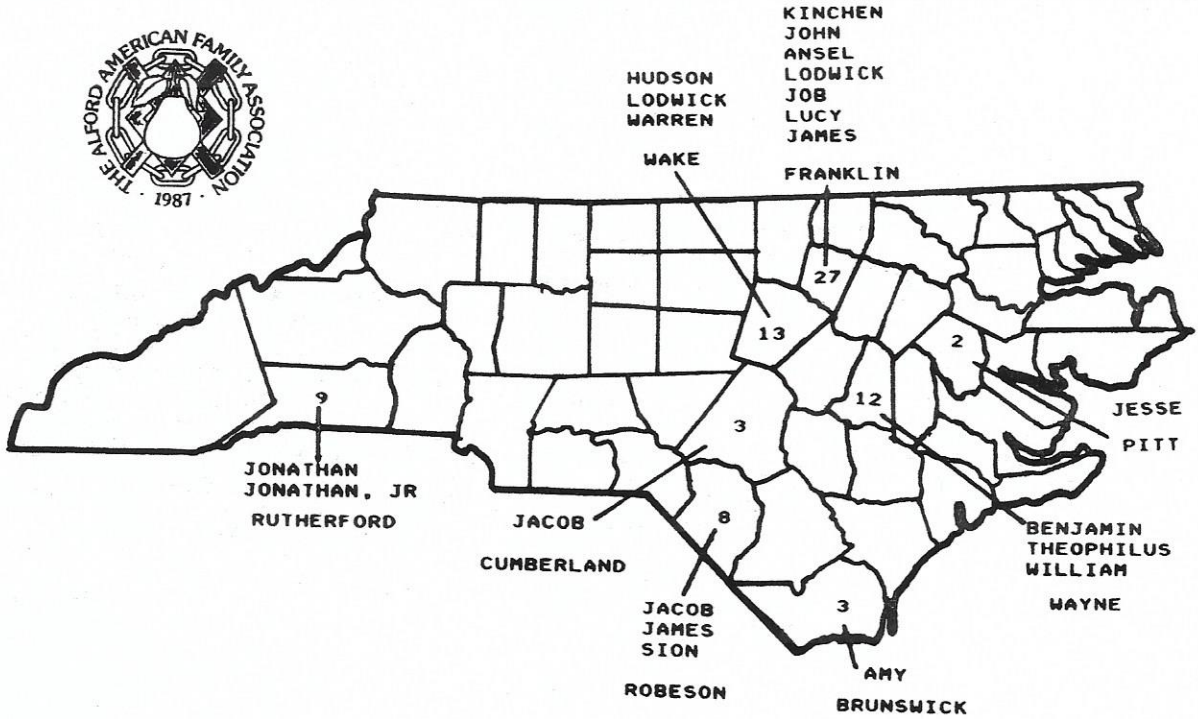 THE ALFORD AMERICAN FAMILY ASSOCIATION
· 1987 ·
HUDSON
LODWICK
WARREN
WAKE
KINCHEN
JOHN
ANSEL
LODWICK
JOB
LUCY
JAMES
FRANKLIN
27
13
2
12
9
3
8
3
JESSE
PITT
JONATHAN
JONATHAN, JR
RUTHERFORD
JACOB
CUMBERLAND
BENJAMIN
THEOPHILUS
WILLIAM
WAYNE
JACOB
JAMES
SION
ROBESON
AMY
BRUNSWICK